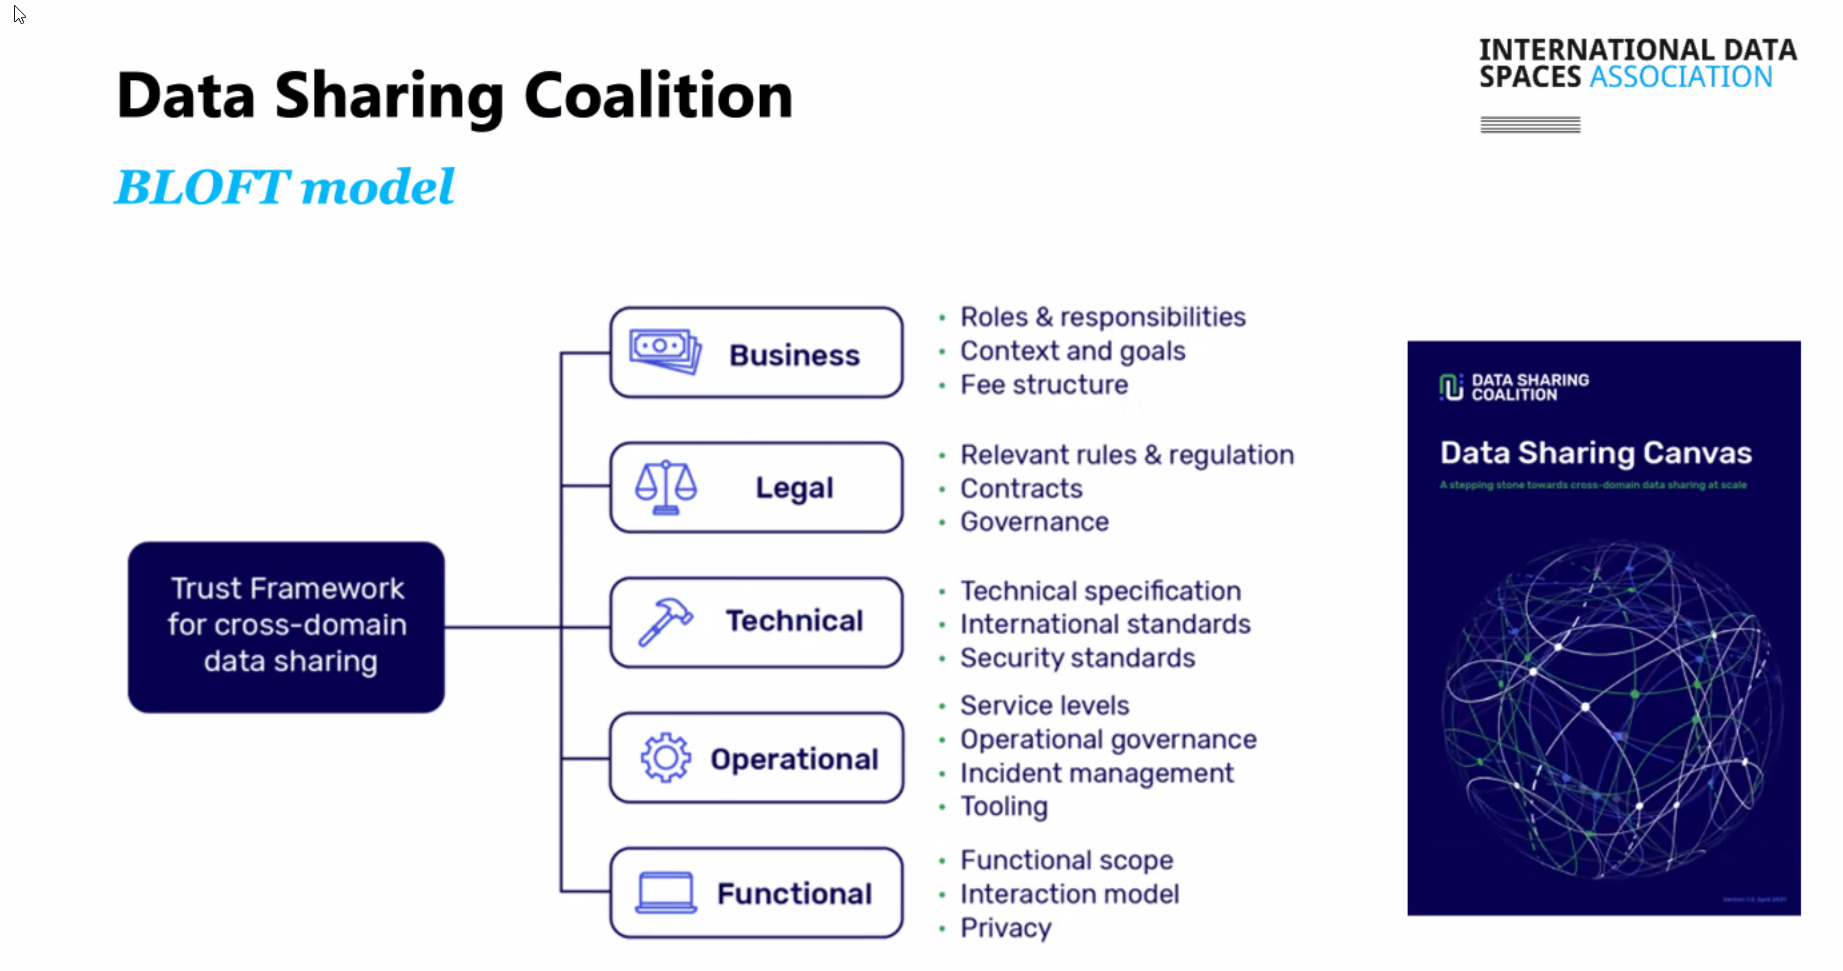 Data Sharing Coalition
BLOFT model
INTERNATIONAL DATA
SPACES ASSOCIATION
Trust Framework
for cross-domain
data sharing
Business
• Roles & responsibilities
• Context and goals
• Fee structure
Legal
• Relevant rules & regulation
• Contracts
• Governance
Technical
• Technical specification
• International standards
• Security standards
Operational
• Service levels
• Operational governance
• Incident management
• Tooling
Functional
• Functional scope
• Interaction model
• Privacy
DATA SHARING
COALITION
Data Sharing Canvas
A stepping stone towards cross-domain data sharing at scale
April 2021